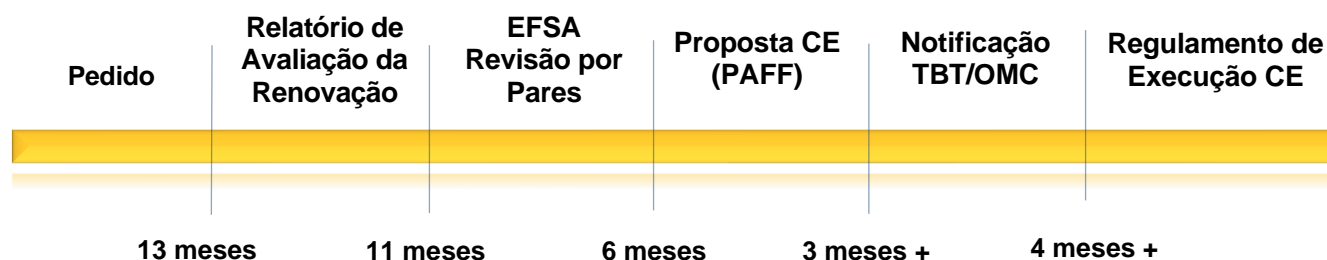 Pedido
Relatório de
Avaliação da
Renovação
EFSA
Revisão por
Pares
Proposta CE
(PAFF)
Notificação
TBT/OMC
Regulamento de
Execução CE
13 meses
11 meses
6 meses
3 meses +
4 meses +